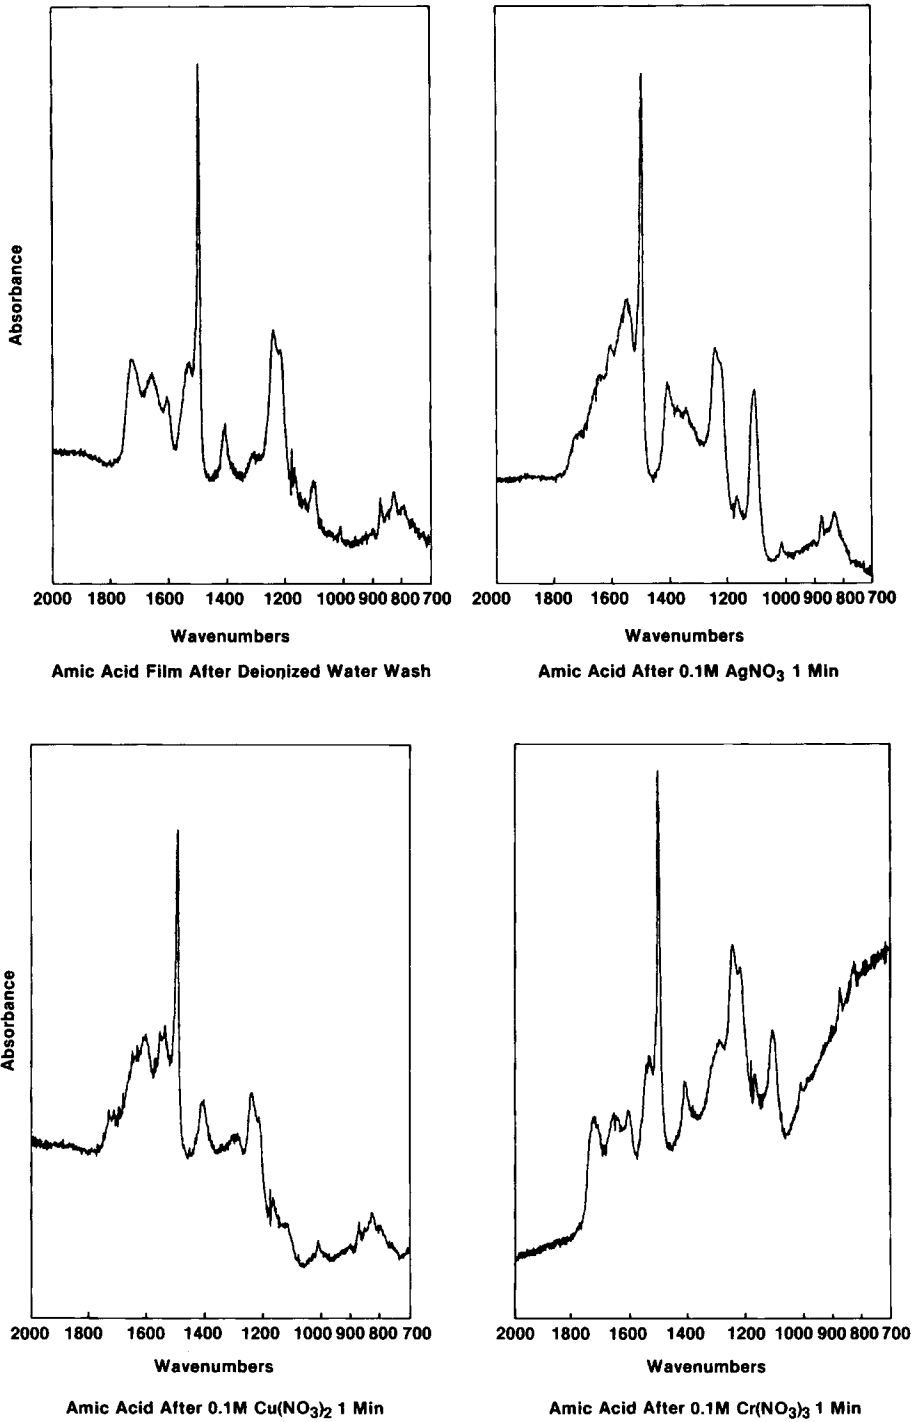 Absorbance
2000 1800 1600 1400 1200 1000 900 800 700
Wavenumbers
Amic Acid Film After Deionized Water Wash
2000 1800 1600 1400 1200 1000 900 800 700
Wavenumbers
Amic Acid After 0.1M AgNO3 1 Min
Absorbance
2000 1800 1600 1400 1200 1000 900 800 700
Wavenumbers
Amic Acid After 0.1M Cu(NO3)2 1 Min
2000 1800 1600 1400 1200 1000 900 800 700
Wavenumbers
Amic Acid After 0.1M Cr(NO3)3 1 Min